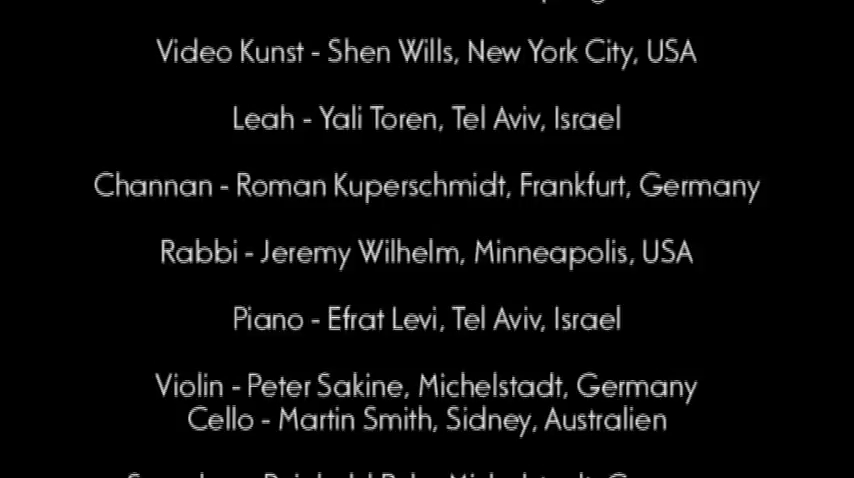 Video Kunst - Shen Wills, New York City, USA
Leah - Yali Toren, Tel Aviv, Israel
Channan - Roman Kuperschmidt, Frankfurt, Germany
Rabbi - Jeremy Wilhelm, Minneapolis, USA
Piano - Efrat Levi, Tel Aviv, Israel
Violin - Peter Sakine, Michelstadt, Germany
Cello - Martin Smith, Sidney, Australien